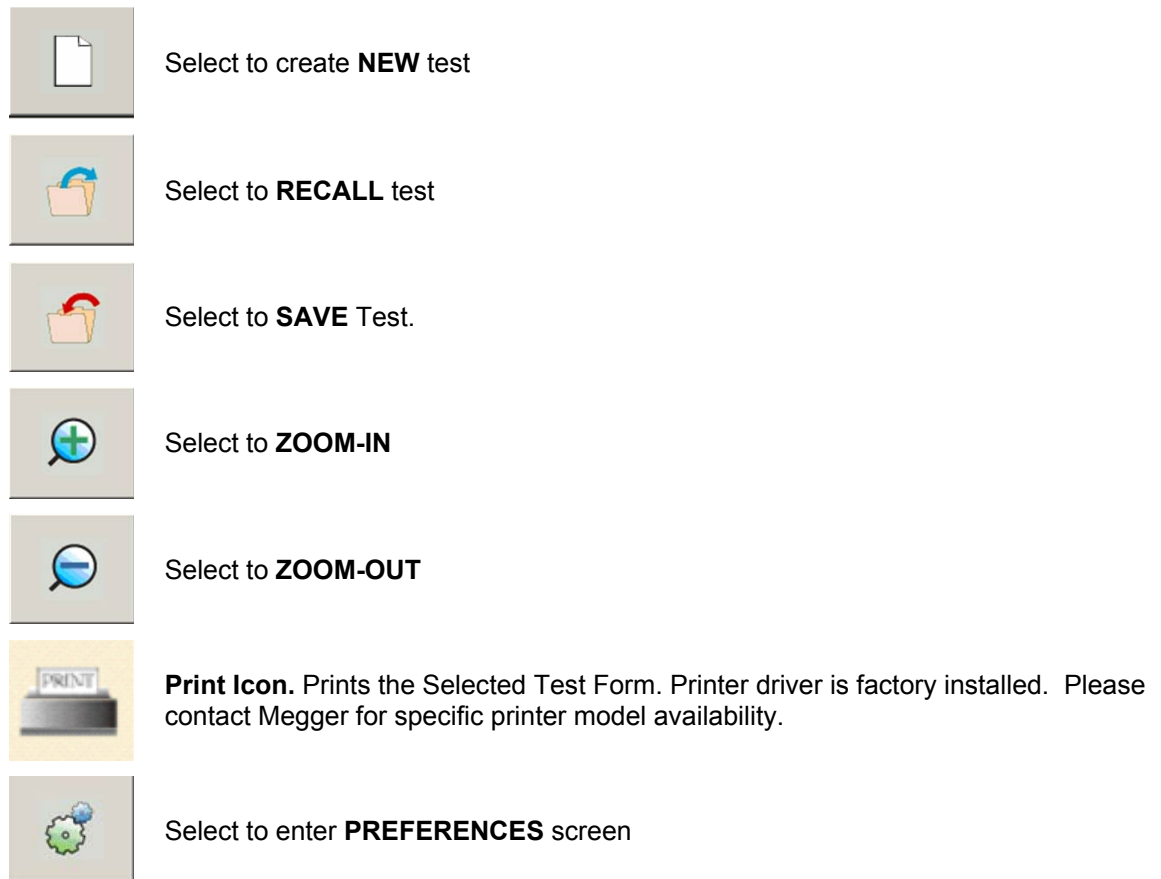 Select to create NEW test
Select to RECALL test
Select to SAVE Test.
Select to ZOOM-IN
Select to ZOOM-OUT
PRINT
Print Icon. Prints the Selected Test Form. Printer driver is factory installed.  Please
contact Megger for specific printer model availability.
Select to enter PREFERENCES screen